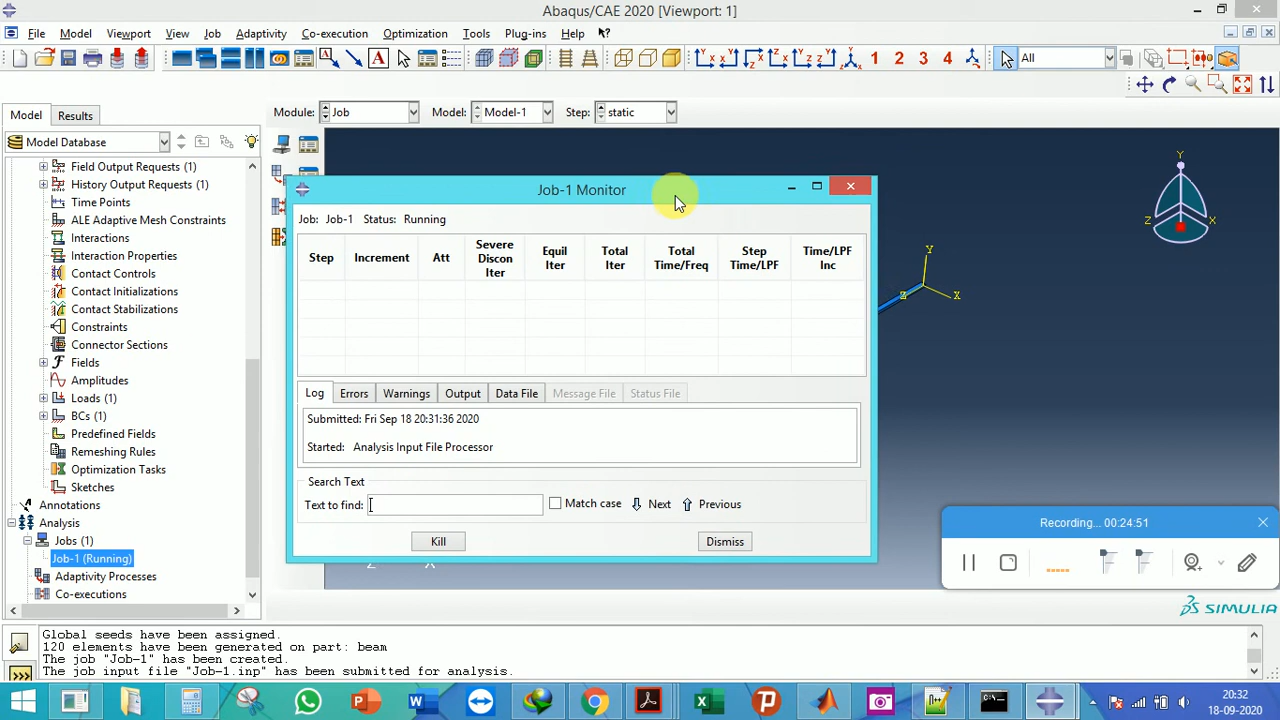 Abaqus/CAE 2020 [Viewport: 1]
File Model Viewport View Job Adaptivity Co-execution Optimization Tools Plug-ins Help
A 1 2 3 4 All
Model Results Module: Job Model: Model-1 Step: static
Model Database
Field Output Requests (1)
History Output Requests (1)
Time Points
ALE Adaptive Mesh Constraints
Interactions
Interaction Properties
Contact Controls
Contact Initializations
Contact Stabilizations
Constraints
Connector Sections
Fields
Amplitudes
Loads (1)
BCs (1)
Predefined Fields
Remeshing Rules
Optimization Tasks
Sketches
Annotations
Analysis
Jobs (1)
Job-1 (Running)
Adaptivity Processes
Co-executions
Job-1 Monitor
Job: Job-1 Status: Running
Step Increment Att Severe Discon Iter Equil Iter Total Iter Total Time/Freq Step Time/LPF Time/LPF Inc
Log Errors Warnings Output Data File Message File Status File
Submitted: Fri Sep 18 20:31:36 2020
Started: Analysis Input File Processor
Search Text
Text to find: Match case Next Previous
Kill Dismiss
Y
Z X
Y
Z X
Z X
Recording... 00:24:51
SIMULIA
Global seeds have been assigned.
120 elements have been generated on part: beam
The job "Job-1" has been created.
The job input file "Job-1.inp" has been submitted for analysis.
>>>
20:32
18-09-2020